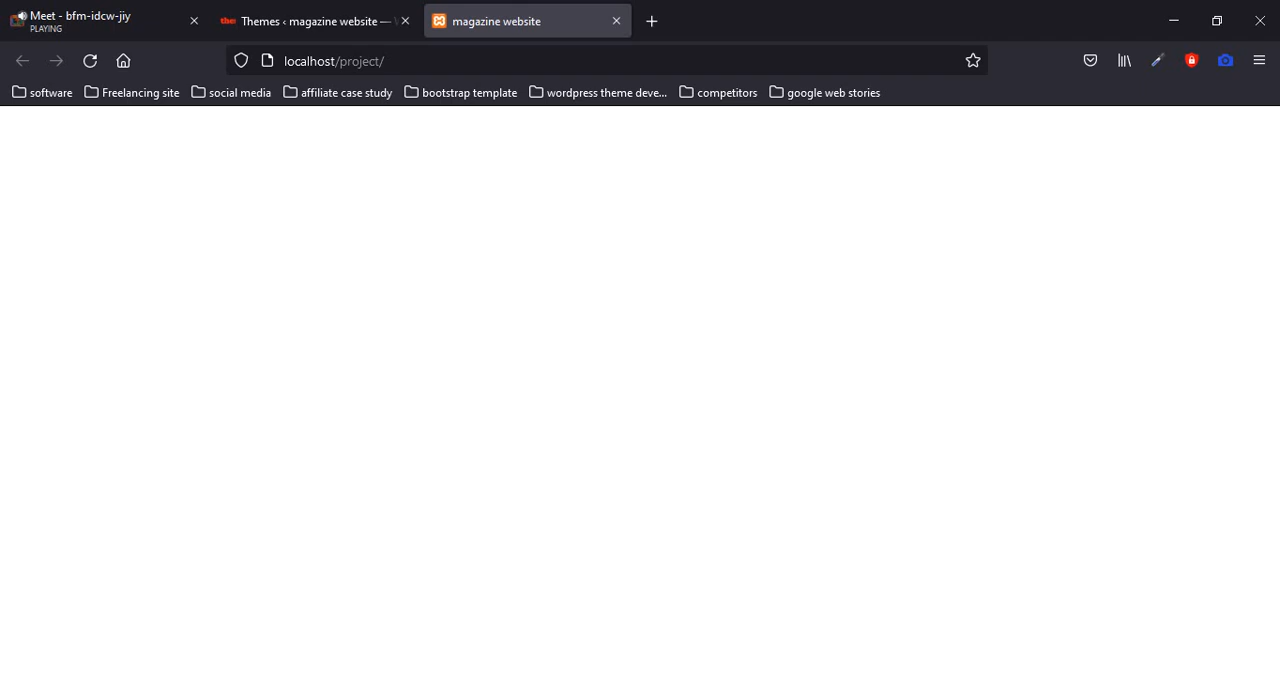 Meet - bfm-idcw-jiy
PLAYING
Themes ‹ magazine website —
magazine website
localhost/project/
software
Freelancing site
social media
affiliate case study
bootstrap template
wordpress theme deve...
competitors
google web stories